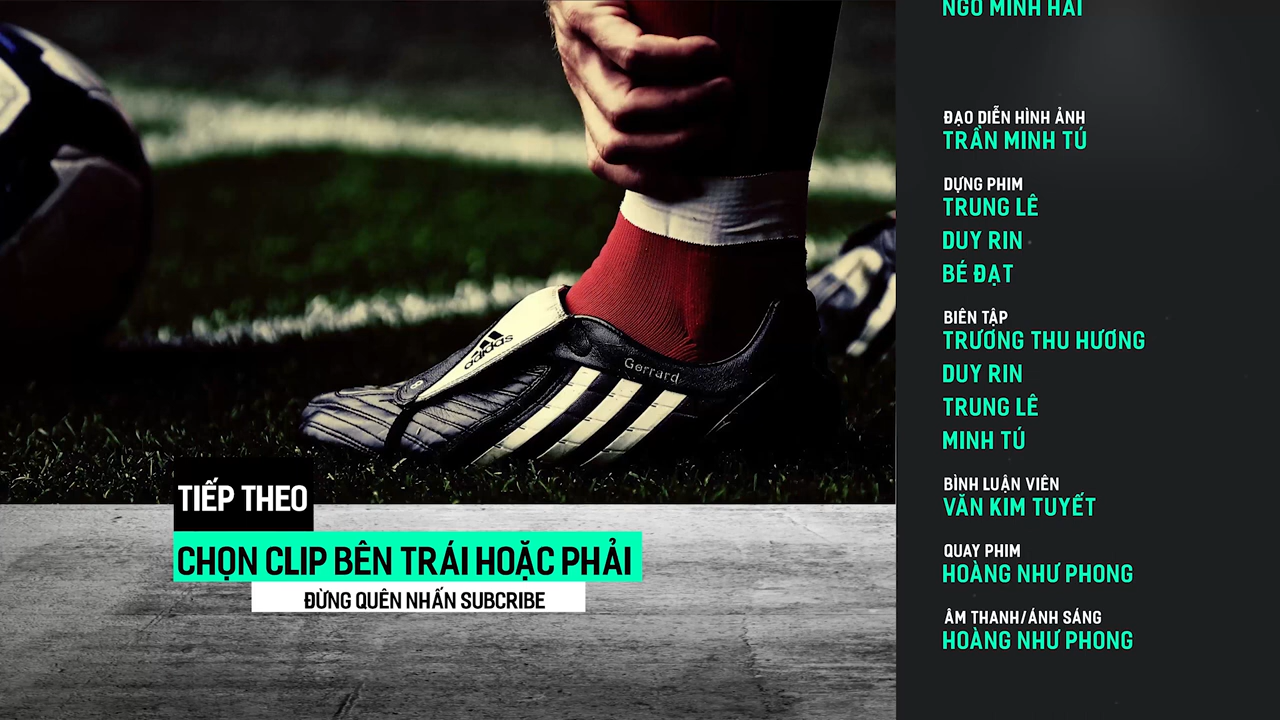 adidas
Gerrard
8
TIẾP THEO
CHỌN CLIP BÊN TRÁI HOẶC PHẢI
ĐỪNG QUÊN NHẤN SUBCRIBE
NGÔ MINH HẢI
ĐẠO DIỄN HÌNH ẢNH
TRẦN MINH TÚ
DỰNG PHIM
TRUNG LÊ
DUY RIN
BÉ ĐẠT
BIÊN TẬP
TRƯƠNG THU HƯƠNG
DUY RIN
TRUNG LÊ
MINH TÚ
BÌNH LUẬN VIÊN
VĂN KIM TUYẾT
QUAY PHIM
HOÀNG NHƯ PHONG
ÂM THANH/ÁNH SÁNG
HOÀNG NHƯ PHONG